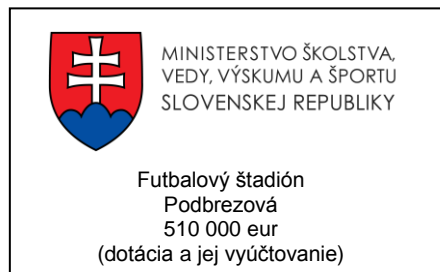 MINISTERSTVO ŠKOLSTVA,
VEDY, VÝSKUMU A ŠPORTU
SLOVENSKEJ REPUBLIKY
Futbalový štadión
Podbrezová
510 000 eur
(dotácia a jej vyúčtovanie)